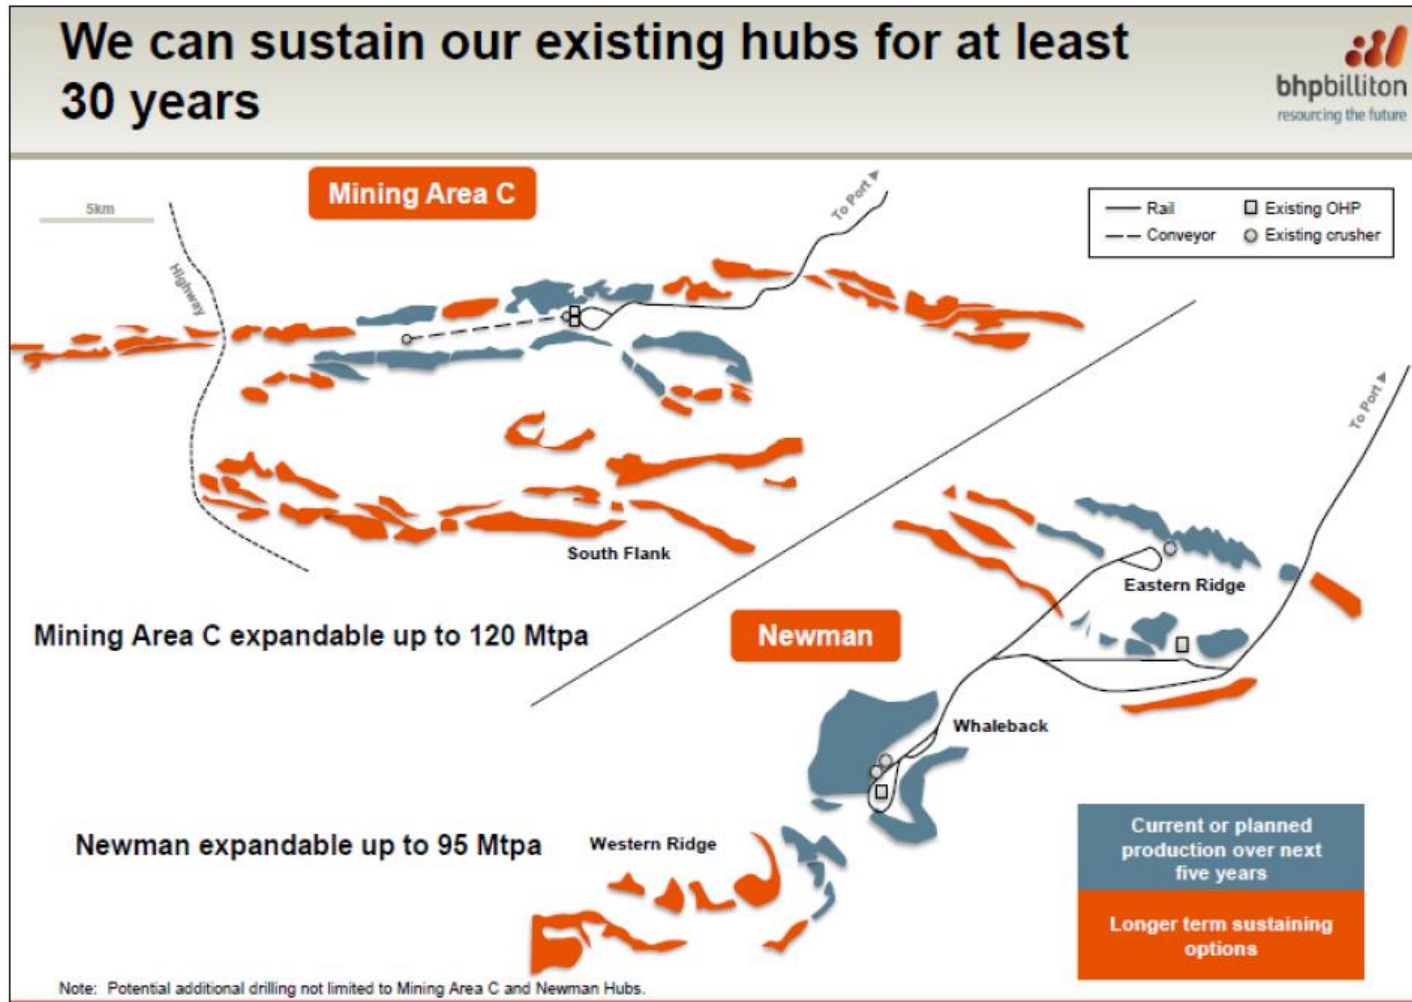 We can sustain our existing hubs for at least
30 years
bhpbilliton
resourcing the future
Mining Area C
5km
Highway
To Port
Rail
Existing OHP
Conveyor
Existing crusher
South Flank
To Port
Eastern Ridge
Mining Area C expandable up to 120 Mtpa
Newman
Whaleback
Newman expandable up to 95 Mtpa
Western Ridge
Current or planned
production over next
five years
Longer term sustaining
options
Note: Potential additional drilling not limited to Mining Area C and Newman Hubs.